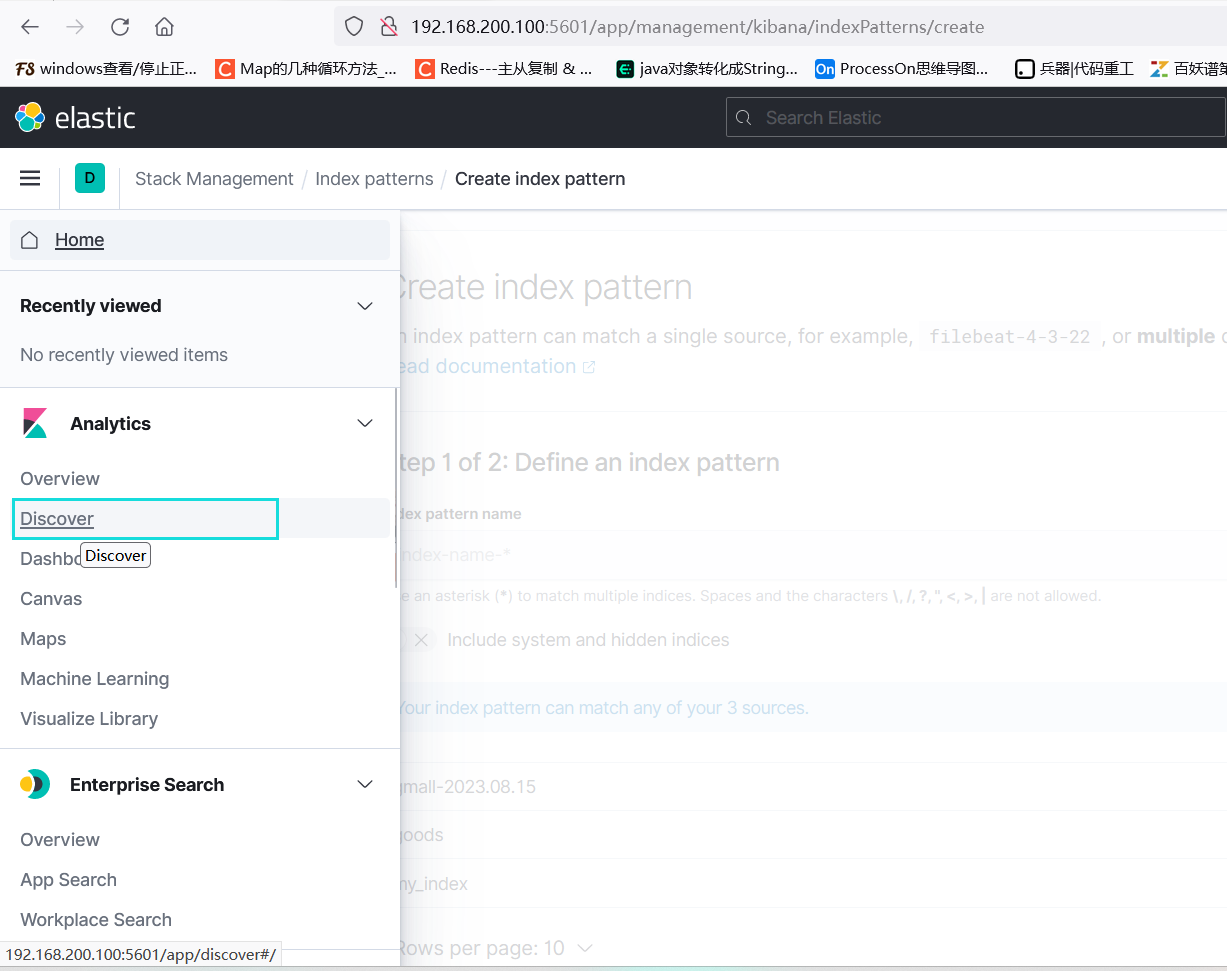 192.168.200.100:5601/app/management/kibana/indexPatterns/create
F8 windows查看/停止正... C Map的几种循环方法_... C Redis---主从复制 & ... java对象转化成String... On ProcessOn思维导图... 兵器|代码重工 百妖谱第
elastic Search Elastic
D Stack Management / Index patterns / Create index pattern
Home
Recently viewed
No recently viewed items
Analytics
Overview
Discover
Dashbo
Discover
Canvas
Maps
Machine Learning
Visualize Library
Enterprise Search
Overview
App Search
Workplace Search
192.168.200.100:5601/app/discover#/
Create index pattern
n index pattern can match a single source, for example, filebeat-4-3-22 , or multiple
ead documentation
tep 1 of 2: Define an index pattern
dex pattern name
ndex-name-*
e an asterisk (*) to match multiple indices. Spaces and the characters \, /, ?, ", <, >, | are not allowed.
Include system and hidden indices
Your index pattern can match any of your 3 sources.
gmall-2023.08.15
goods
my_index
Rows per page: 10